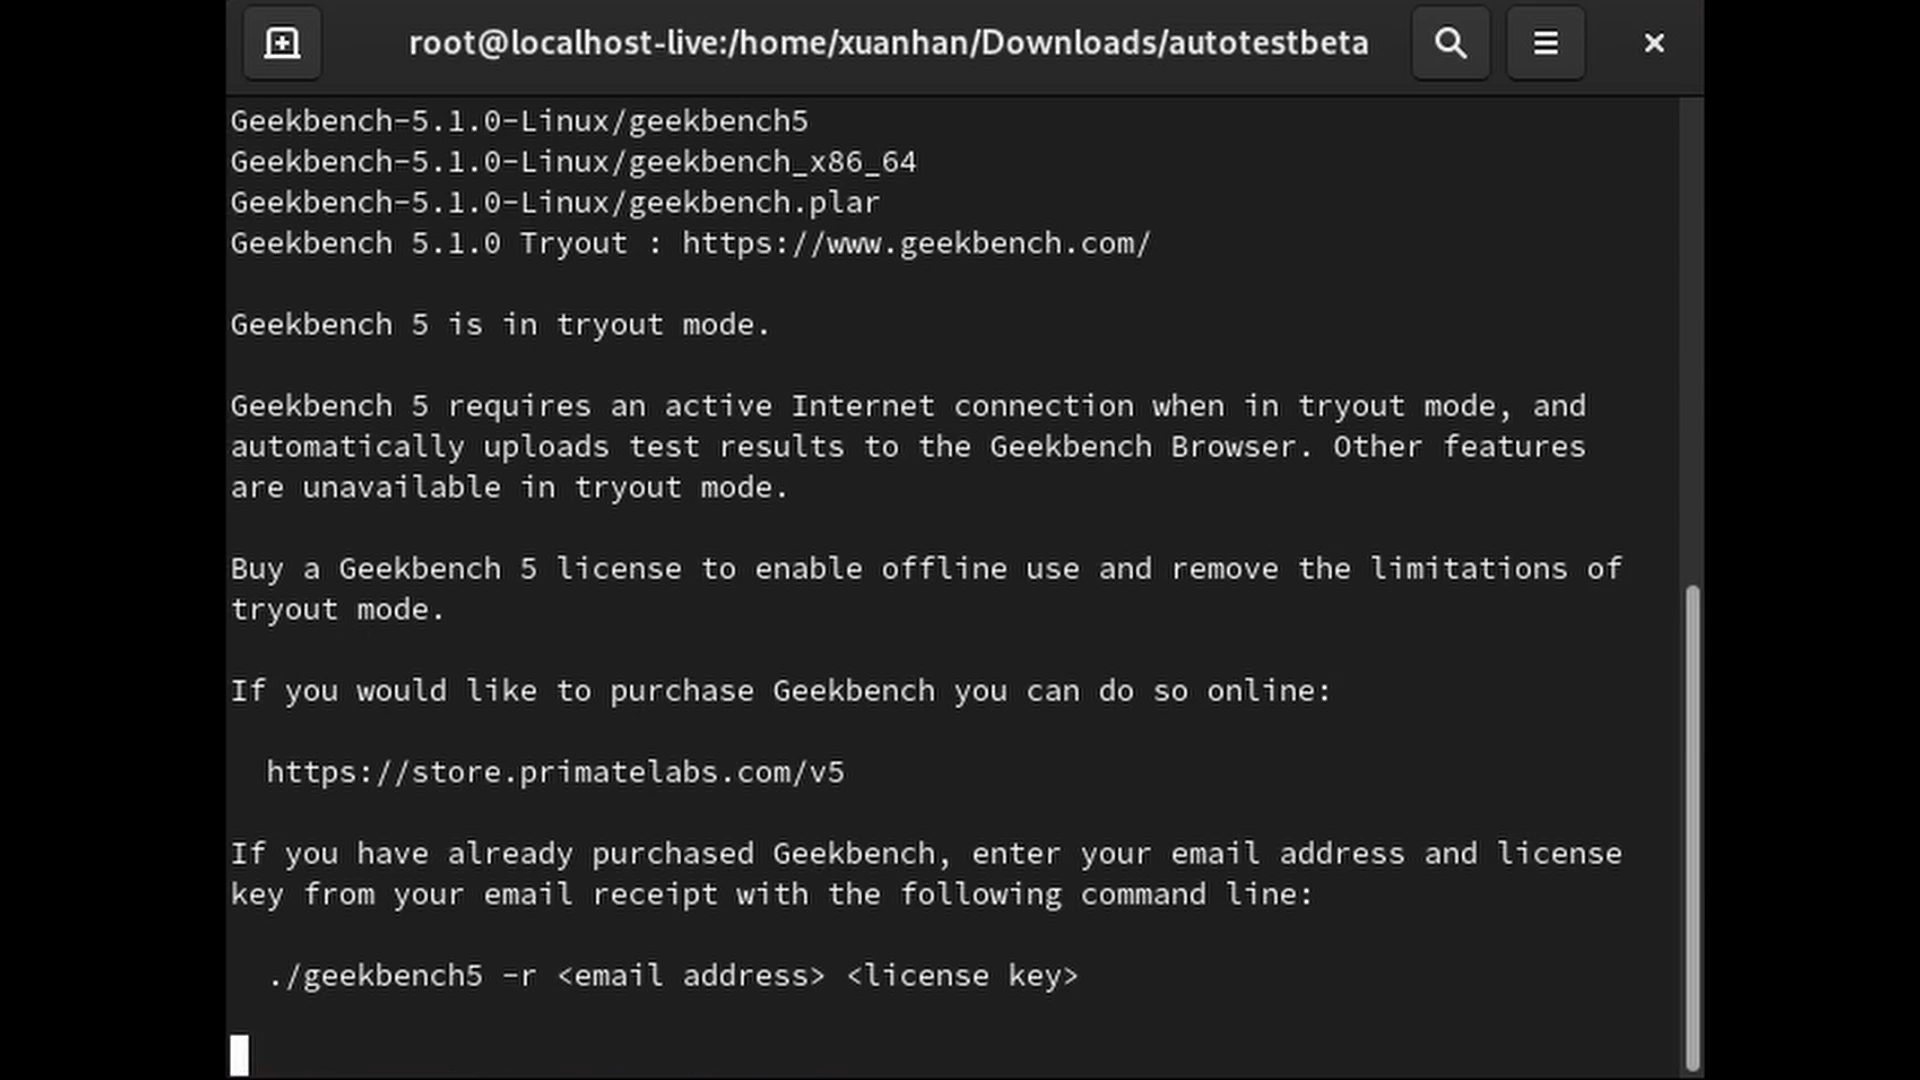 root@localhost-live:/home/xuanhan/Downloads/autotestbeta
Geekbench-5.1.0-Linux/geekbench5
Geekbench-5.1.0-Linux/geekbench_x86_64
Geekbench-5.1.0-Linux/geekbench.plar
Geekbench 5.1.0 Tryout : https://www.geekbench.com/
Geekbench 5 is in tryout mode.
Geekbench 5 requires an active Internet connection when in tryout mode, and
automatically uploads test results to the Geekbench Browser. Other features
are unavailable in tryout mode.
Buy a Geekbench 5 license to enable offline use and remove the limitations of
tryout mode.
If you would like to purchase Geekbench you can do so online:
https://store.primatelabs.com/v5
If you have already purchased Geekbench, enter your email address and license
key from your email receipt with the following command line:
./geekbench5 -r <email address> <license key>